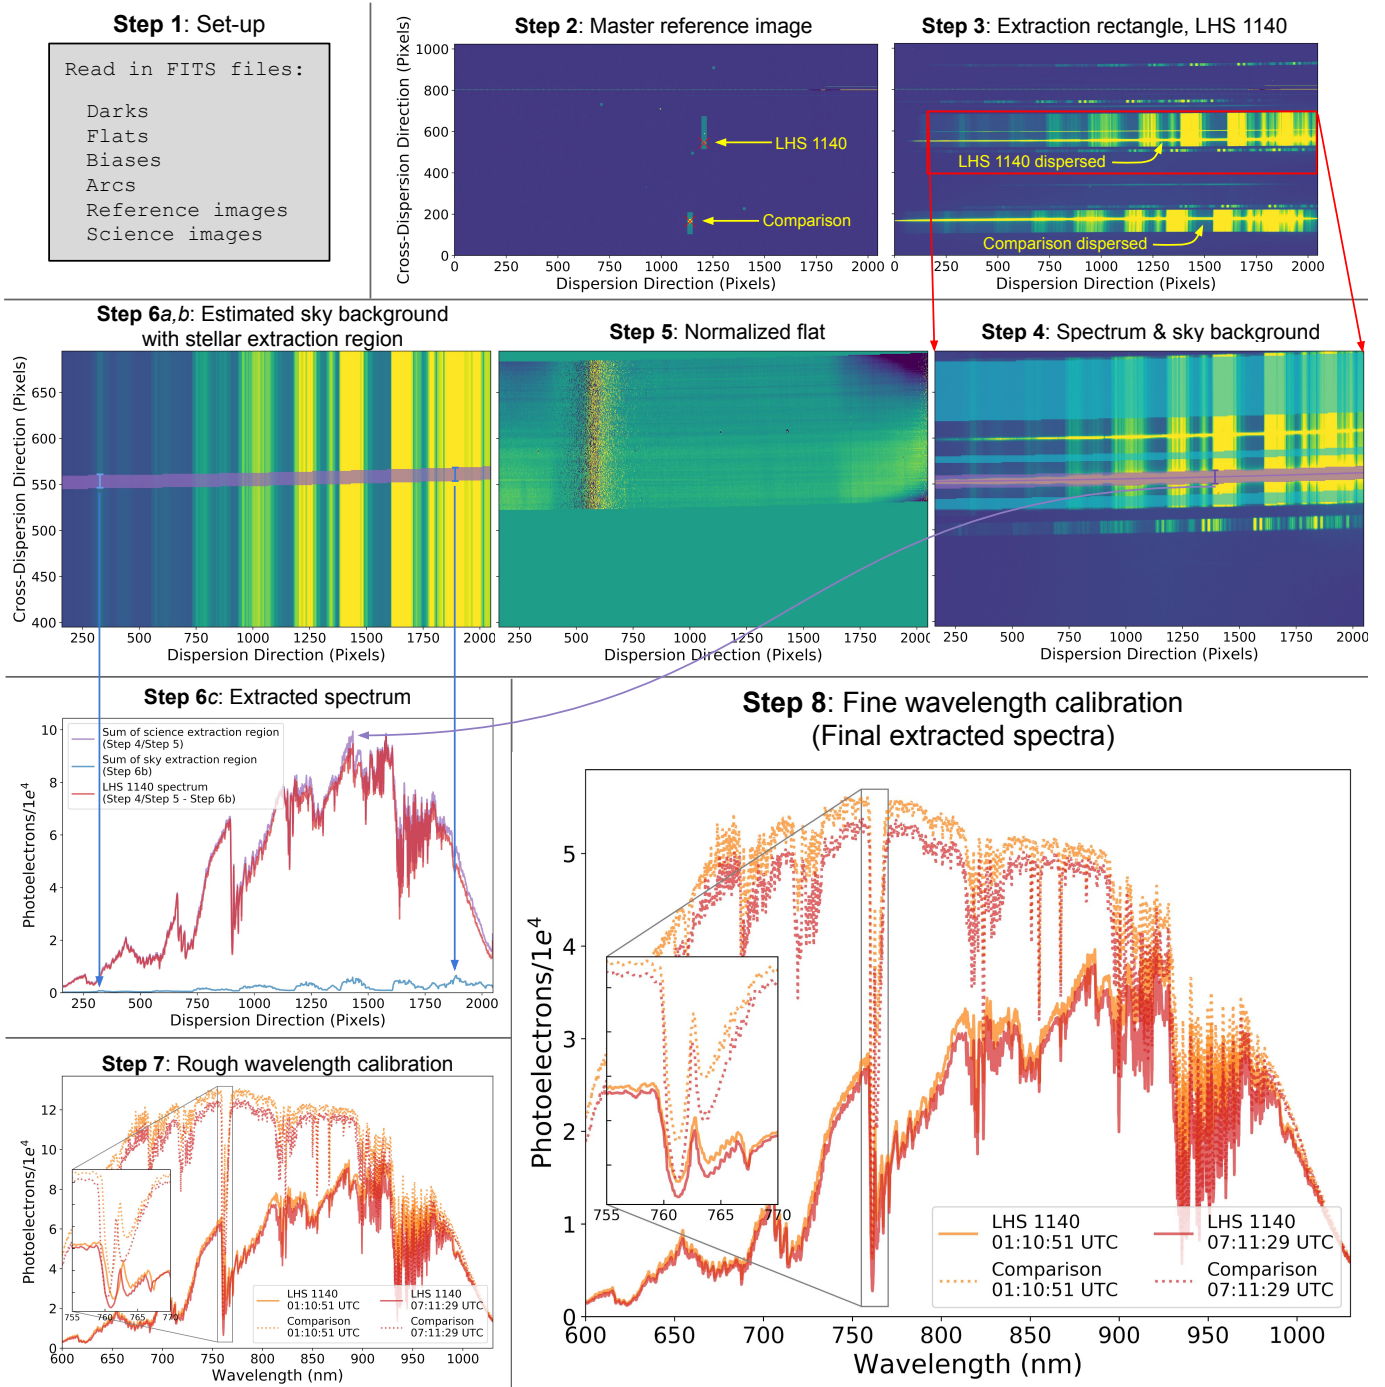 Step 1: Set-up
Read in FITS files:
Darks
Flats
Biases
Arcs
Reference images
Science images
Step 2: Master reference image
Cross-Dispersion Direction (Pixels)
1000
800
600
400
200
0
LHS 1140
Comparison
0 250 500 750 1000 1250 1500 1750 2000
Dispersion Direction (Pixels)
Step 3: Extraction rectangle, LHS 1140
LHS 1140 dispersed
Comparison dispersed
0 250 500 750 1000 1250 1500 1750 2000
Dispersion Direction (Pixels)
Step 6a,b: Estimated sky background
with stellar extraction region
Cross-Dispersion Direction (Pixels)
650
600
550
500
450
400
250 500 750 1000 1250 1500 1750 2000
Dispersion Direction (Pixels)
Step 5: Normalized flat
250 500 750 1000 1250 1500 1750 2000
Dispersion Direction (Pixels)
Step 4: Spectrum & sky background
250 500 750 1000 1250 1500 1750 2000
Dispersion Direction (Pixels)
Step 6c: Extracted spectrum
Photoelectrons/1e⁴
10
8
6
4
2
0
Sum of science extraction region
(Step 4/Step 5)
Sum of sky extraction region
(Step 6b)
LHS 1140 spectrum
(Step 4/Step 5 - Step 6b)
250 500 750 1000 1250 1500 1750 2000
Dispersion Direction (Pixels)
Step 7: Rough wavelength calibration
Photoelectrons/1e⁴
12
10
8
6
4
2
0
755 760 765 770
LHS 1140
01:10:51 UTC
Comparison
01:10:51 UTC
LHS 1140
07:11:29 UTC
Comparison
07:11:29 UTC
600 650 700 750 800 850 900 950 1000
Wavelength (nm)
Step 8: Fine wavelength calibration
(Final extracted spectra)
Photoelectrons/1e⁴
5
4
3
2
1
0
755 760 765 770
LHS 1140
01:10:51 UTC
Comparison
01:10:51 UTC
LHS 1140
07:11:29 UTC
Comparison
07:11:29 UTC
600 650 700 750 800 850 900 950 1000
Wavelength (nm)